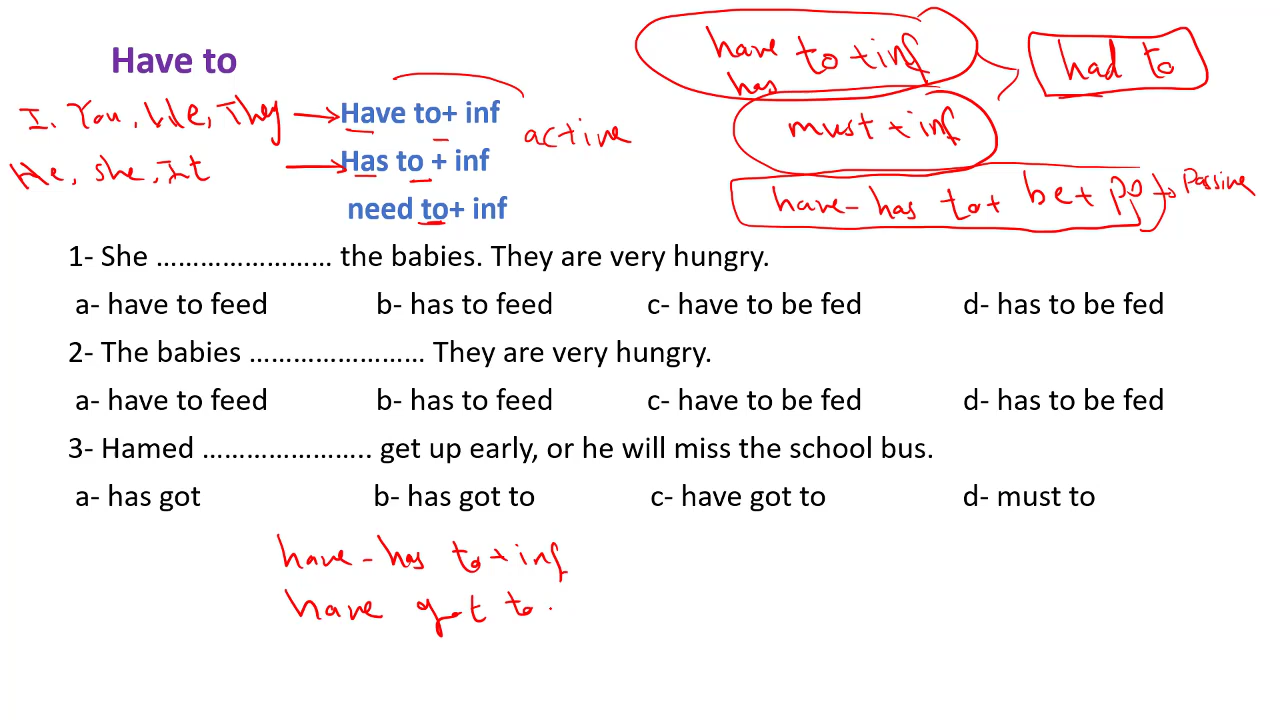 Have to
have to + inf
has
had to
I. You, We, They → Have to+ inf
active
must + inf
He, she, It → Has to + inf
have - has to + be + pp → Passive
need to+ inf
1- She …………………… the babies. They are very hungry.
a- have to feed b- has to feed c- have to be fed d- has to be fed
2- The babies …………………… They are very hungry.
a- have to feed b- has to feed c- have to be fed d- has to be fed
3- Hamed ………………….. get up early, or he will miss the school bus.
a- has got b- has got to c- have got to d- must to
have - has to + inf
have got to .